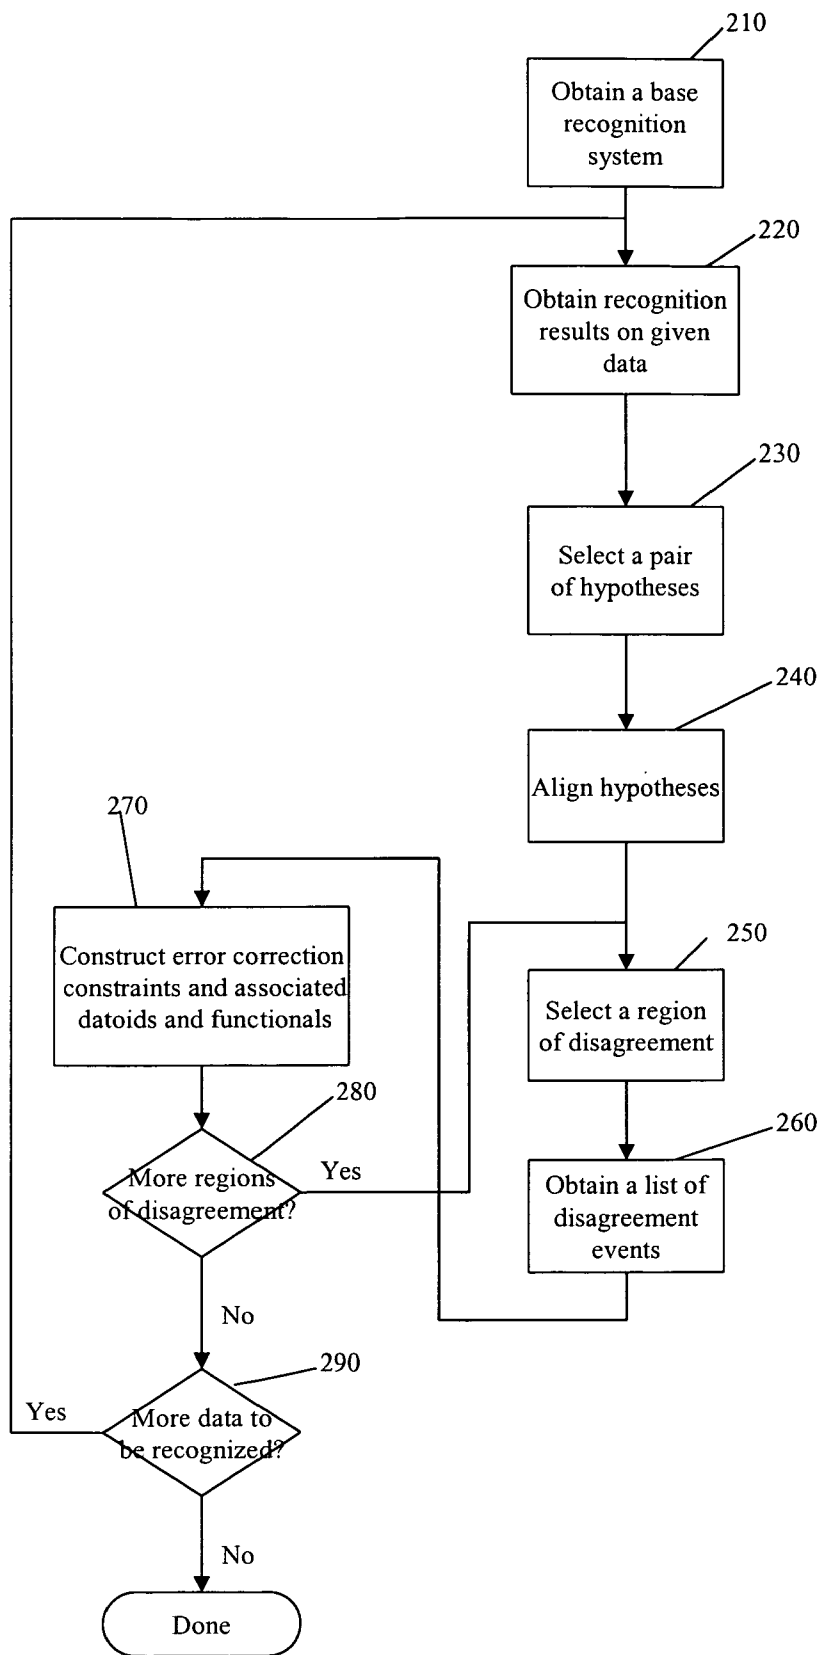 210
Obtain a base
recognition
system
220
Obtain recognition
results on given
data
230
Select a pair
of hypotheses
240
Align hypotheses
250
Select a region
of disagreement
260
Obtain a list of
disagreement
events
270
Construct error correction
constraints and associated
datoids and functionals
280
More regions
of disagreement?
Yes
No
290
More data to
be recognized?
Yes
No
Done